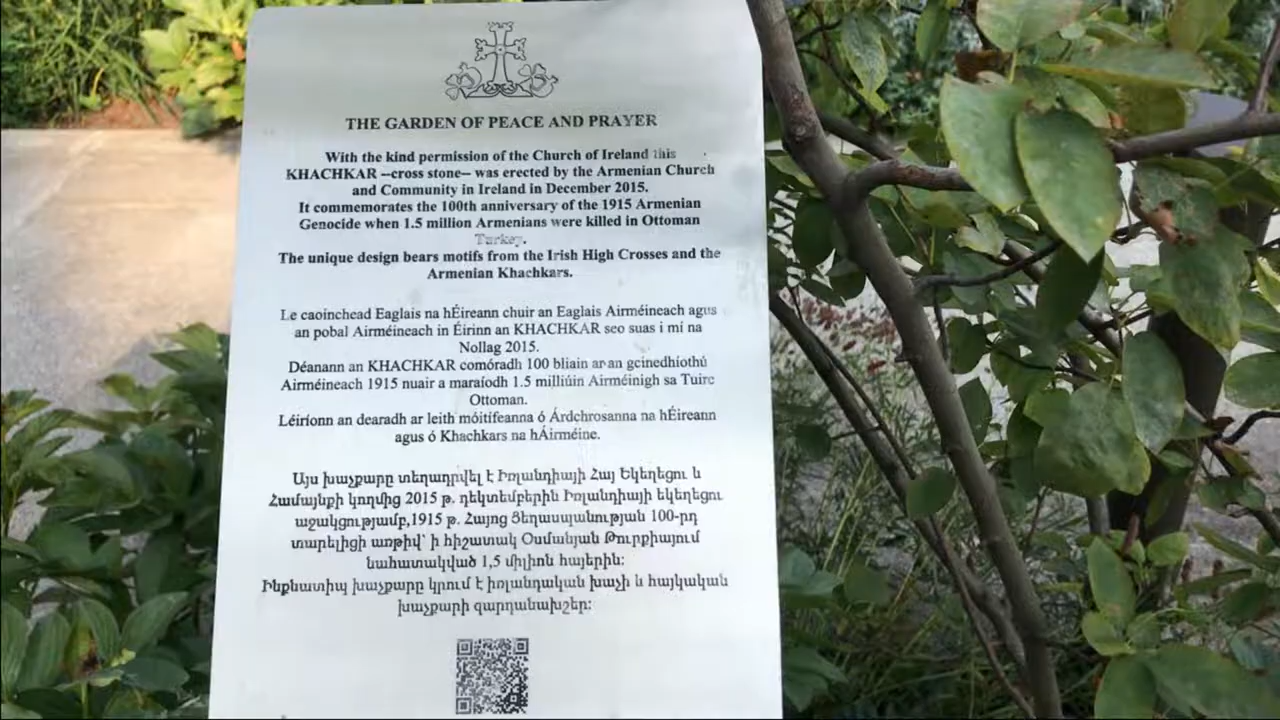 THE GARDEN OF PEACE AND PRAYER
With the kind permission of the Church of Ireland this
KHACHKAR –cross stone– was erected by the Armenian Church
and Community in Ireland in December 2015.
It commemorates the 100th anniversary of the 1915 Armenian
Genocide when 1.5 million Armenians were killed in Ottoman
Turkey.
The unique design bears motifs from the Irish High Crosses and the
Armenian Khachkars.
Le caoinchead Eaglais na hÉireann chuir an Eaglais Airméineach agus
an pobal Airméineach in Éirinn an KHACHKAR seo suas i mí na
Nollag 2015.
Déanann an KHACHKAR comóradh 100 bliain ar an gcinedhíothú
Airméineach 1915 nuair a maraíodh 1.5 milliúin Airméinigh sa Tuirc
Ottoman.
Léiríonn an dearadh ar leith móitífeanna ó Árdchrosanna na hÉireann
agus ó Khachkars na hÁirméine.
Այս խաչքարը տեղադրվել է Իռլանդիայի Հայ Եկեղեցու և
Համայնքի կողմից 2015 թ. դեկտեմբերին Իռլանդիայի եկեղեցու
աջակցությամբ,1915 թ. Հայոց Ցեղասպանության 100-րդ
տարելիցի առթիվ՝ ի հիշատակ Օսմանյան Թուրքիայում
նահատակված 1,5 միլիոն հայերին:
Ինքնատիպ խաչքարը կրում է իռլանդական խաչի և հայկական
խաչքարի զարդանախշեր: